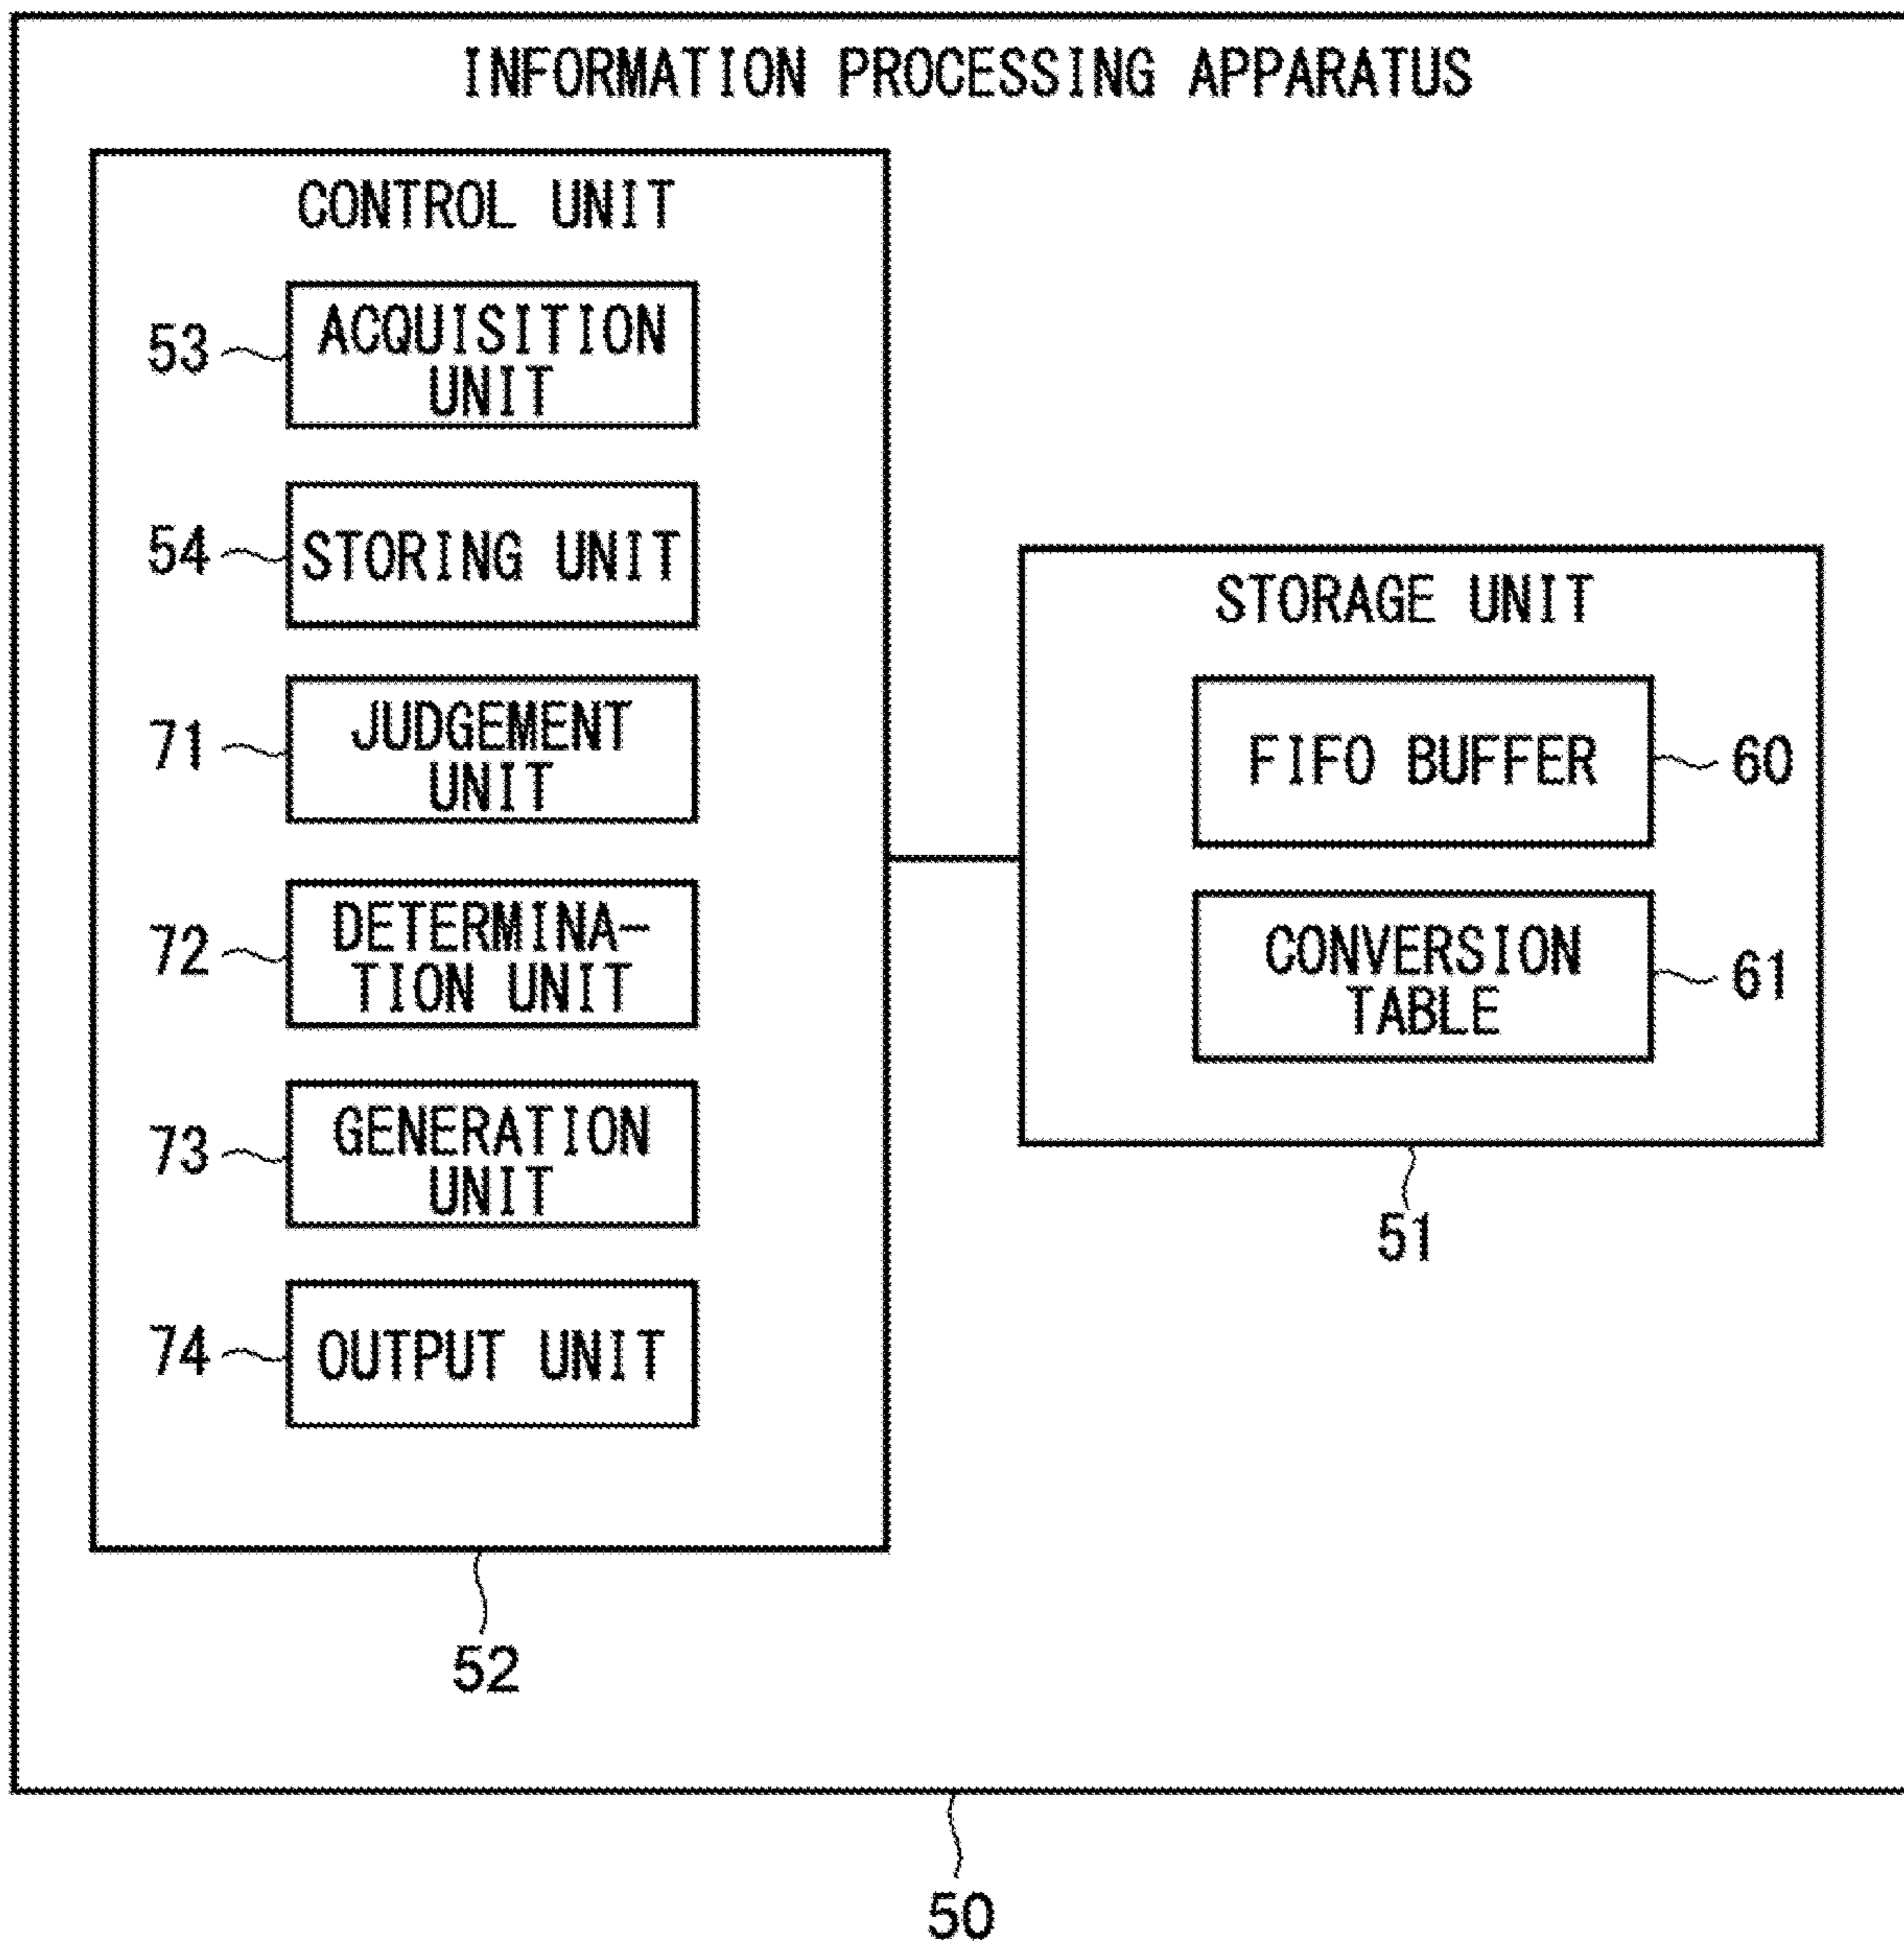 INFORMATION PROCESSING APPARATUS
CONTROL UNIT
53
ACQUISITION
UNIT
54
STORING UNIT
71
JUDGEMENT
UNIT
72
DETERMINA-
TION UNIT
73
GENERATION
UNIT
74
OUTPUT UNIT
52
STORAGE UNIT
FIFO BUFFER
60
CONVERSION
TABLE
61
51
50